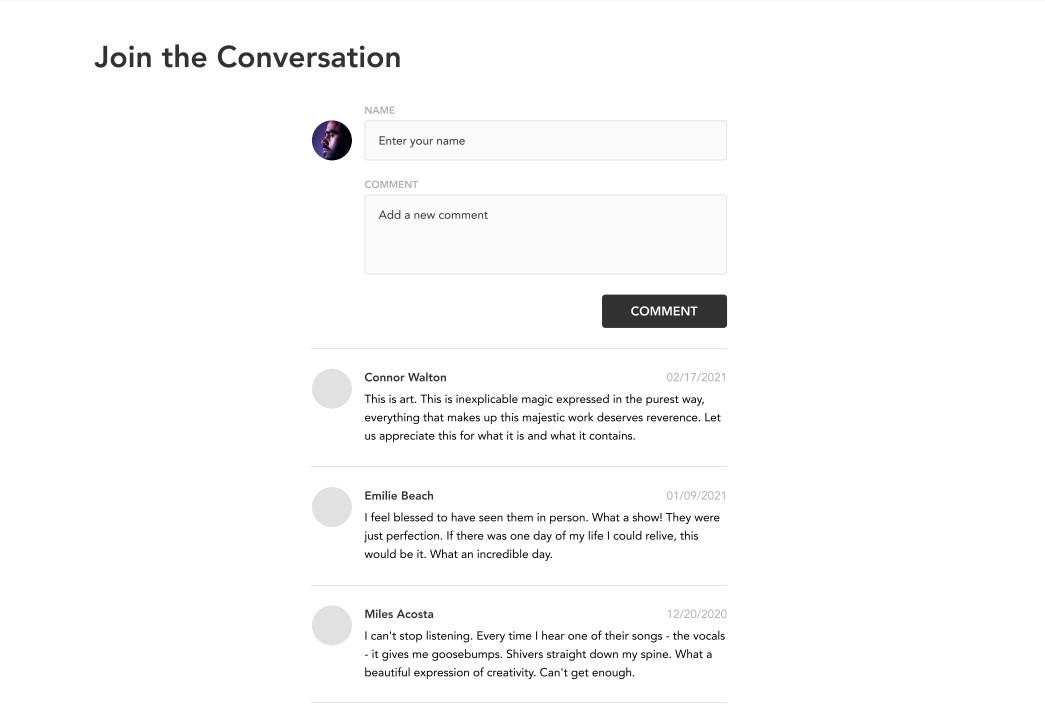 Join the Conversation
NAME
Enter your name
COMMENT
Add a new comment
COMMENT
Connor Walton 02/17/2021
This is art. This is inexplicable magic expressed in the purest way,
everything that makes up this majestic work deserves reverence. Let
us appreciate this for what it is and what it contains.
Emilie Beach 01/09/2021
I feel blessed to have seen them in person. What a show! They were
just perfection. If there was one day of my life I could relive, this
would be it. What an incredible day.
Miles Acosta 12/20/2020
I can't stop listening. Every time I hear one of their songs - the vocals
- it gives me goosebumps. Shivers straight down my spine. What a
beautiful expression of creativity. Can't get enough.